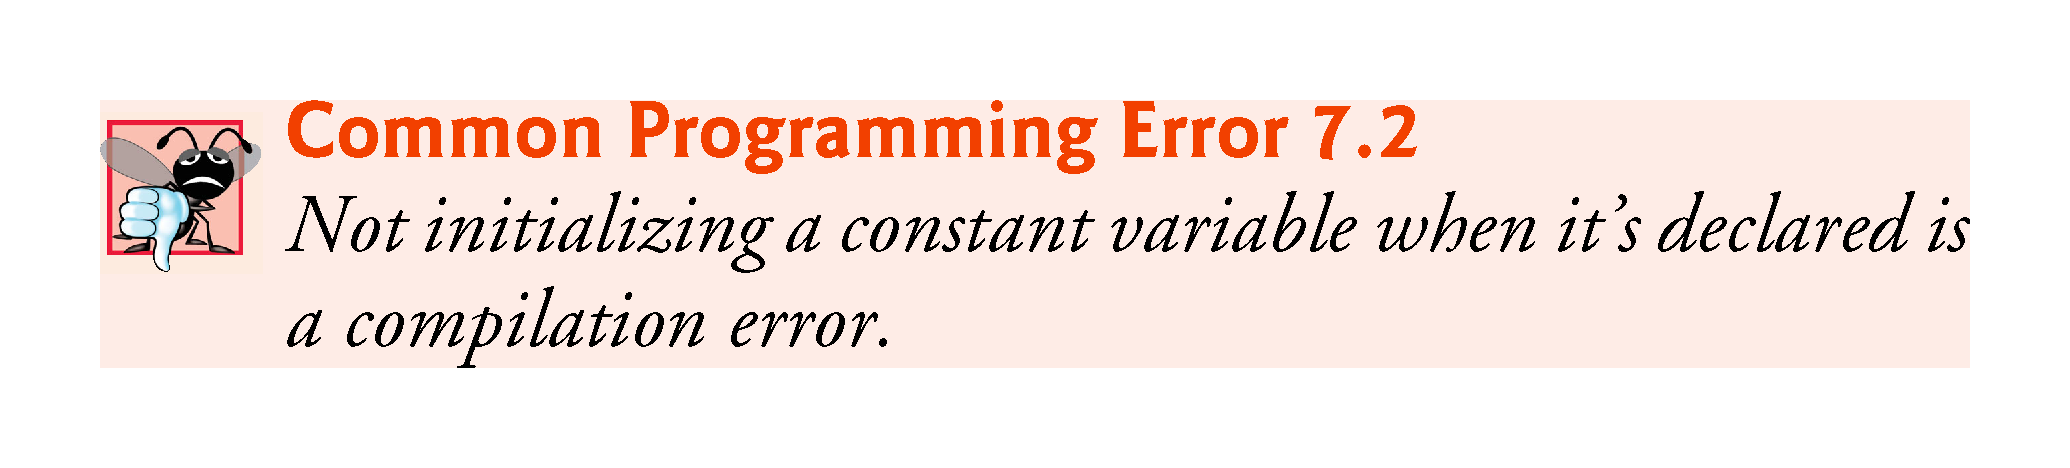 Common Programming Error 7.2
Not initializing a constant variable when it’s declared is
a compilation error.